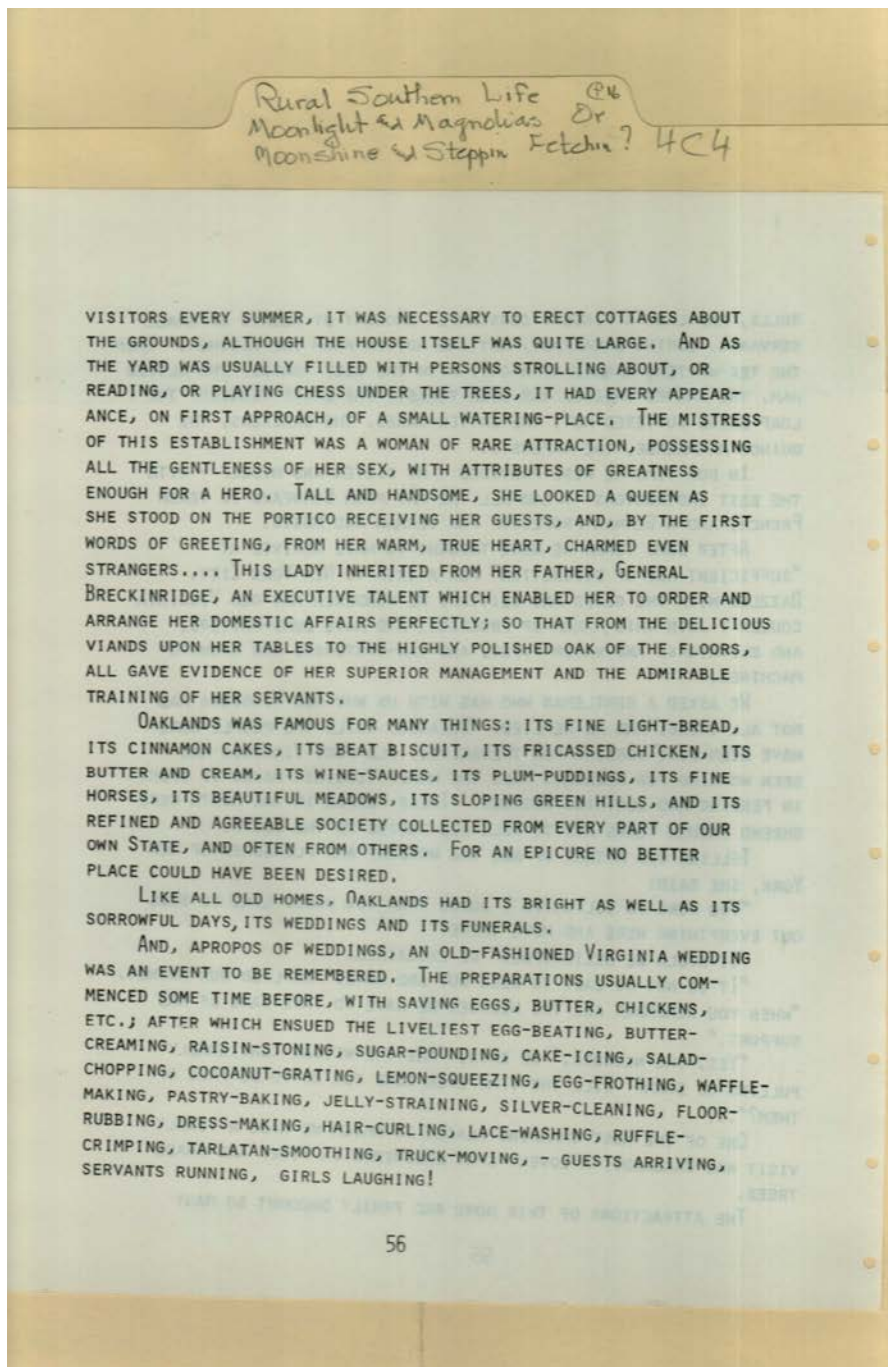 Rural Southern Life
Moonlight & Magnolias Or
Moonshine & Steppin Fetchin? 4C4
VISITORS EVERY SUMMER, IT WAS NECESSARY TO ERECT COTTAGES ABOUT
THE GROUNDS, ALTHOUGH THE HOUSE ITSELF WAS QUITE LARGE. AND AS
THE YARD WAS USUALLY FILLED WITH PERSONS STROLLING ABOUT, OR
READING, OR PLAYING CHESS UNDER THE TREES, IT HAD EVERY APPEAR-
ANCE, ON FIRST APPROACH, OF A SMALL WATERING-PLACE. THE MISTRESS
OF THIS ESTABLISHMENT WAS A WOMAN OF RARE ATTRACTION, POSSESSING
ALL THE GENTLENESS OF HER SEX, WITH ATTRIBUTES OF GREATNESS
ENOUGH FOR A HERO. TALL AND HANDSOME, SHE LOOKED A QUEEN AS
SHE STOOD ON THE PORTICO RECEIVING HER GUESTS, AND, BY THE FIRST
WORDS OF GREETING, FROM HER WARM, TRUE HEART, CHARMED EVEN
STRANGERS.... THIS LADY INHERITED FROM HER FATHER, GENERAL
BRECKINRIDGE, AN EXECUTIVE TALENT WHICH ENABLED HER TO ORDER AND
ARRANGE HER DOMESTIC AFFAIRS PERFECTLY; SO THAT FROM THE DELICIOUS
VIANDS UPON HER TABLES TO THE HIGHLY POLISHED OAK OF THE FLOORS,
ALL GAVE EVIDENCE OF HER SUPERIOR MANAGEMENT AND THE ADMIRABLE
TRAINING OF HER SERVANTS.
OAKLANDS WAS FAMOUS FOR MANY THINGS: ITS FINE LIGHT-BREAD,
ITS CINNAMON CAKES, ITS BEAT BISCUIT, ITS FRICASSED CHICKEN, ITS
BUTTER AND CREAM, ITS WINE-SAUCES, ITS PLUM-PUDDINGS, ITS FINE
HORSES, ITS BEAUTIFUL MEADOWS, ITS SLOPING GREEN HILLS, AND ITS
REFINED AND AGREEABLE SOCIETY COLLECTED FROM EVERY PART OF OUR
OWN STATE, AND OFTEN FROM OTHERS. FOR AN EPICURE NO BETTER
PLACE COULD HAVE BEEN DESIRED.
LIKE ALL OLD HOMES, OAKLANDS HAD ITS BRIGHT AS WELL AS ITS
SORROWFUL DAYS, ITS WEDDINGS AND ITS FUNERALS.
AND, APROPOS OF WEDDINGS, AN OLD-FASHIONED VIRGINIA WEDDING
WAS AN EVENT TO BE REMEMBERED. THE PREPARATIONS USUALLY COM-
MENCED SOME TIME BEFORE, WITH SAVING EGGS, BUTTER, CHICKENS,
ETC.; AFTER WHICH ENSUED THE LIVELIEST EGG-BEATING, BUTTER-
CREAMING, RAISIN-STONING, SUGAR-POUNDING, CAKE-ICING, SALAD-
CHOPPING, COCOANUT-GRATING, LEMON-SQUEEZING, EGG-FROTHING, WAFFLE-
MAKING, PASTRY-BAKING, JELLY-STRAINING, SILVER-CLEANING, FLOOR-
RUBBING, DRESS-MAKING, HAIR-CURLING, LACE-WASHING, RUFFLE-
CRIMPING, TARLATAN-SMOOTHING, TRUCK-MOVING, - GUESTS ARRIVING,
SERVANTS RUNNING, GIRLS LAUGHING!
56